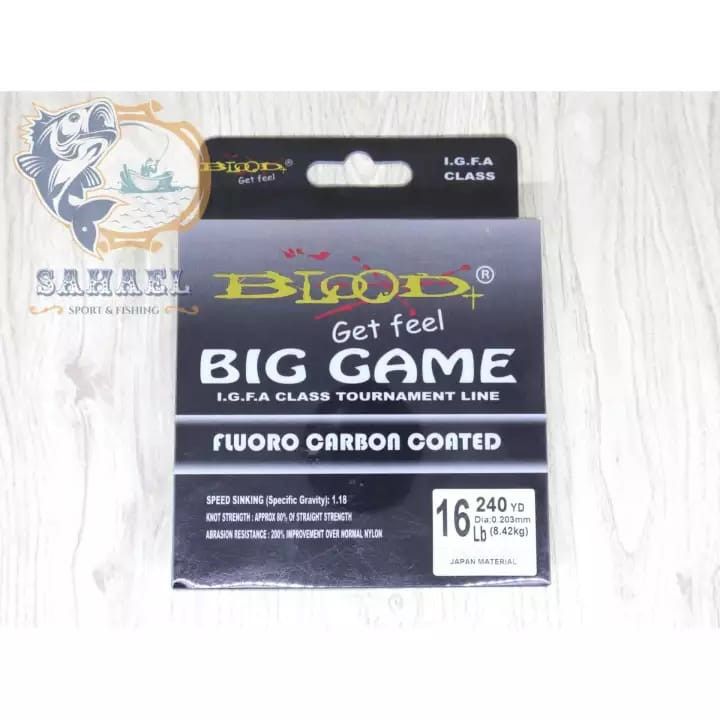 BLOOD+®
Get feel
I.G.F.A
CLASS
SAHAEL
SPORT & FISHING
BLOOD+®
Get feel
BIG GAME
I.G.F.A CLASS TOURNAMENT LINE
FLUORO CARBON COATED
SPEED SINKING (Specific Gravity): 1.18
KNOT STRENGTH : APPROX 80% OF STRAIGHT STRENGTH
ABRASION RESISTANCE : 200% IMPROVEMENT OVER NORMAL NYLON
16 Lb
240 YD
Dia:0.203mm
(8.42kg)
JAPAN MATERIAL